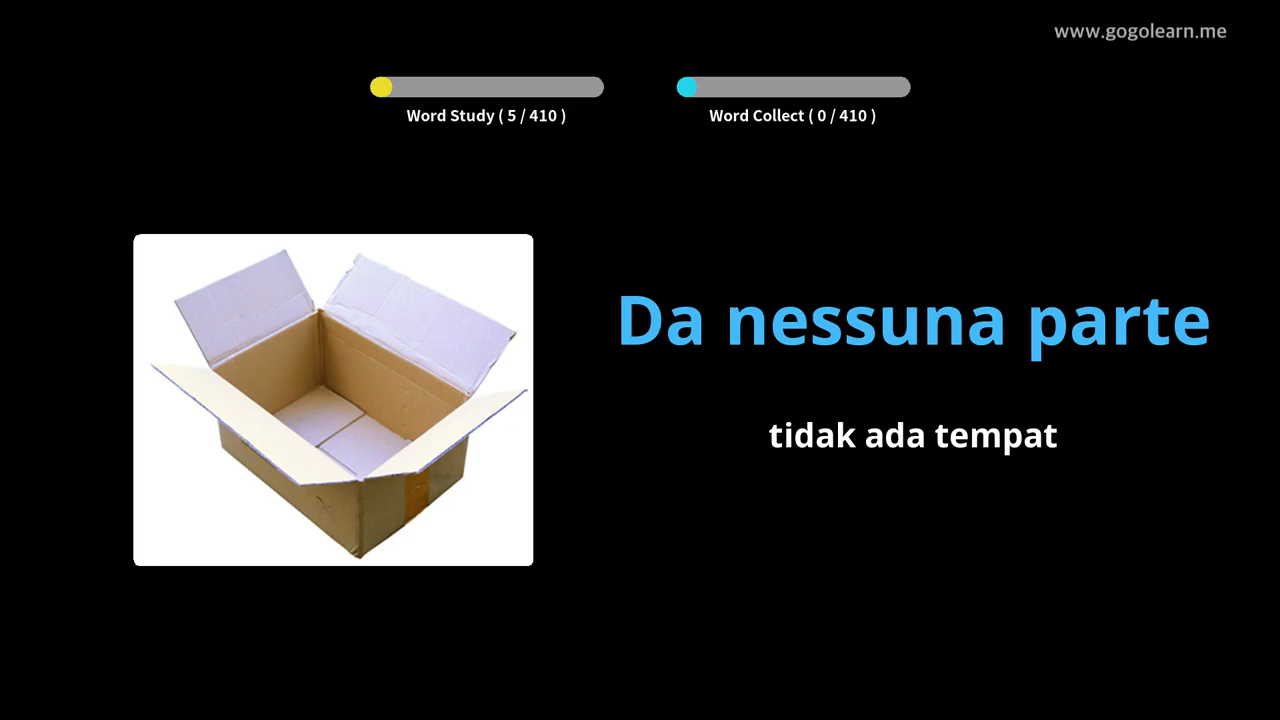 www.gogolearn.me
Word Study ( 5 / 410 )
Word Collect ( 0 / 410 )
Da nessuna parte
tidak ada tempat